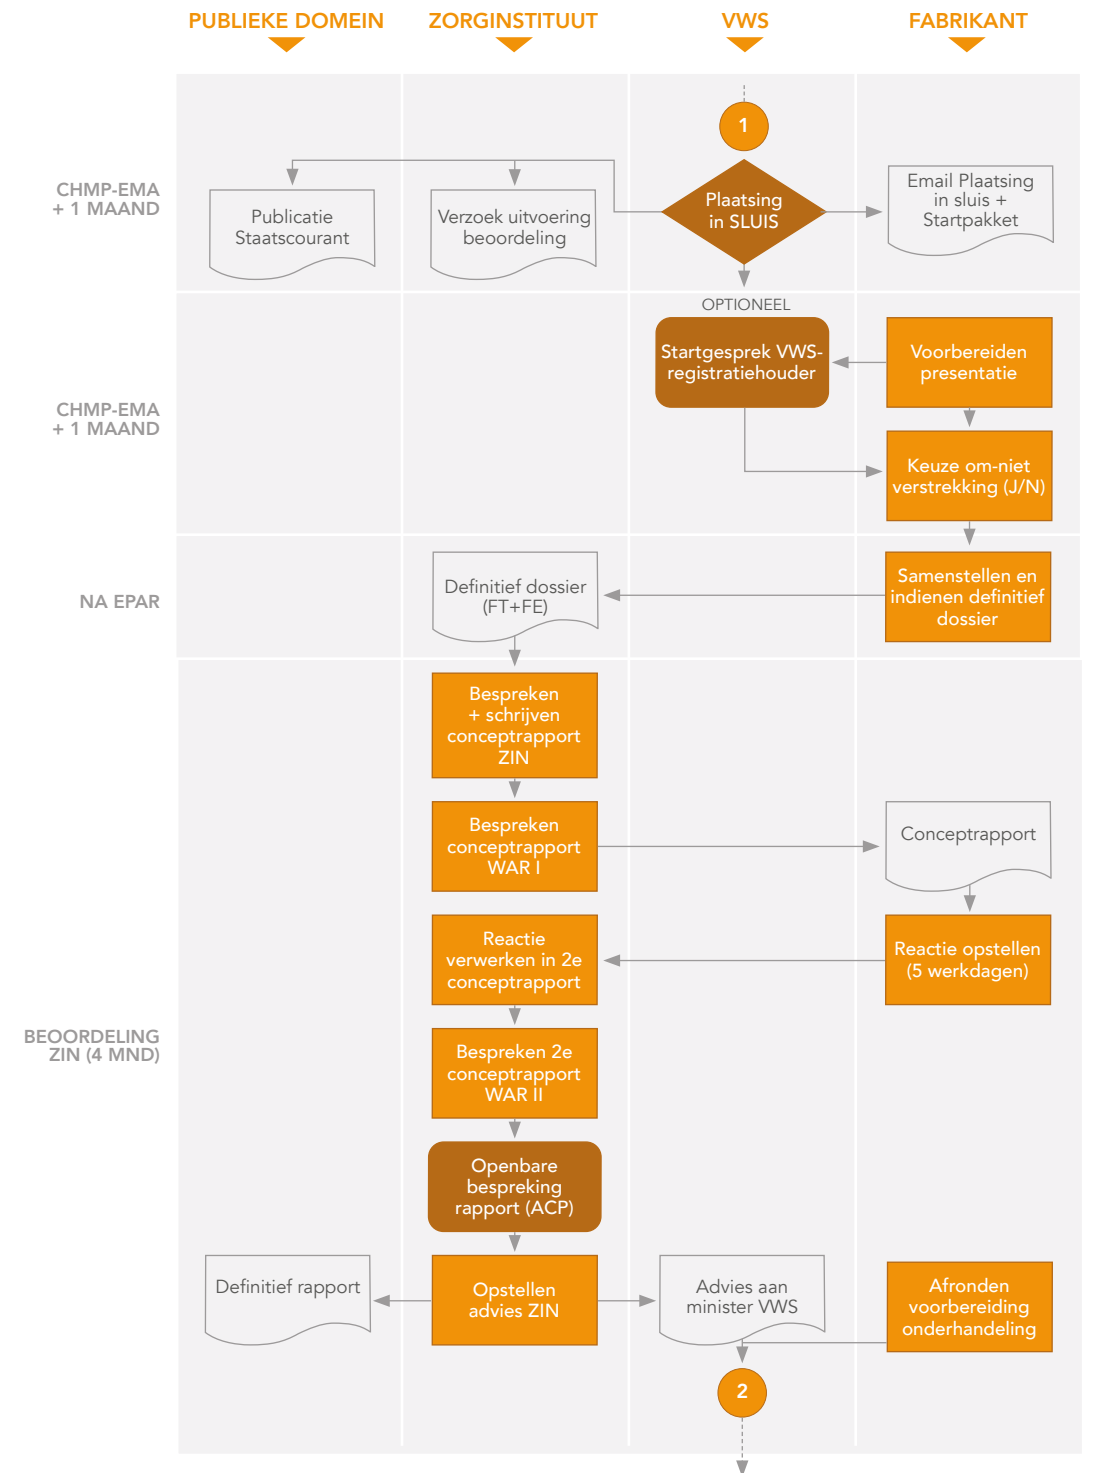 PUBLIEKE DOMEIN
ZORGINSTITUUT
VWS
FABRIKANT
1
CHMP-EMA
+ 1 MAAND
Publicatie
Staatscourant
Verzoek uitvoering
beoordeling
Plaatsing
in SLUIS
Email Plaatsing
in sluis +
Startpakket
OPTIONEEL
CHMP-EMA
+ 1 MAAND
Startgesprek VWS-
registratiehouder
Voorbereiden
presentatie
Keuze om-niet
verstrekking (J/N)
NA EPAR
Definitief dossier
(FT+FE)
Samenstellen en
indienen definitief
dossier
Bespreken
+ schrijven
conceptrapport
ZIN
Bespreken
conceptrapport
WAR I
Conceptrapport
Reactie
verwerken in 2e
conceptrapport
Reactie opstellen
(5 werkdagen)
BEOORDELING
ZIN (4 MND)
Bespreken 2e
conceptrapport
WAR II
Openbare
bespreking
rapport (ACP)
Definitief rapport
Opstellen
advies ZIN
Advies aan
minister VWS
Afronden
voorbereiding
onderhandeling
2